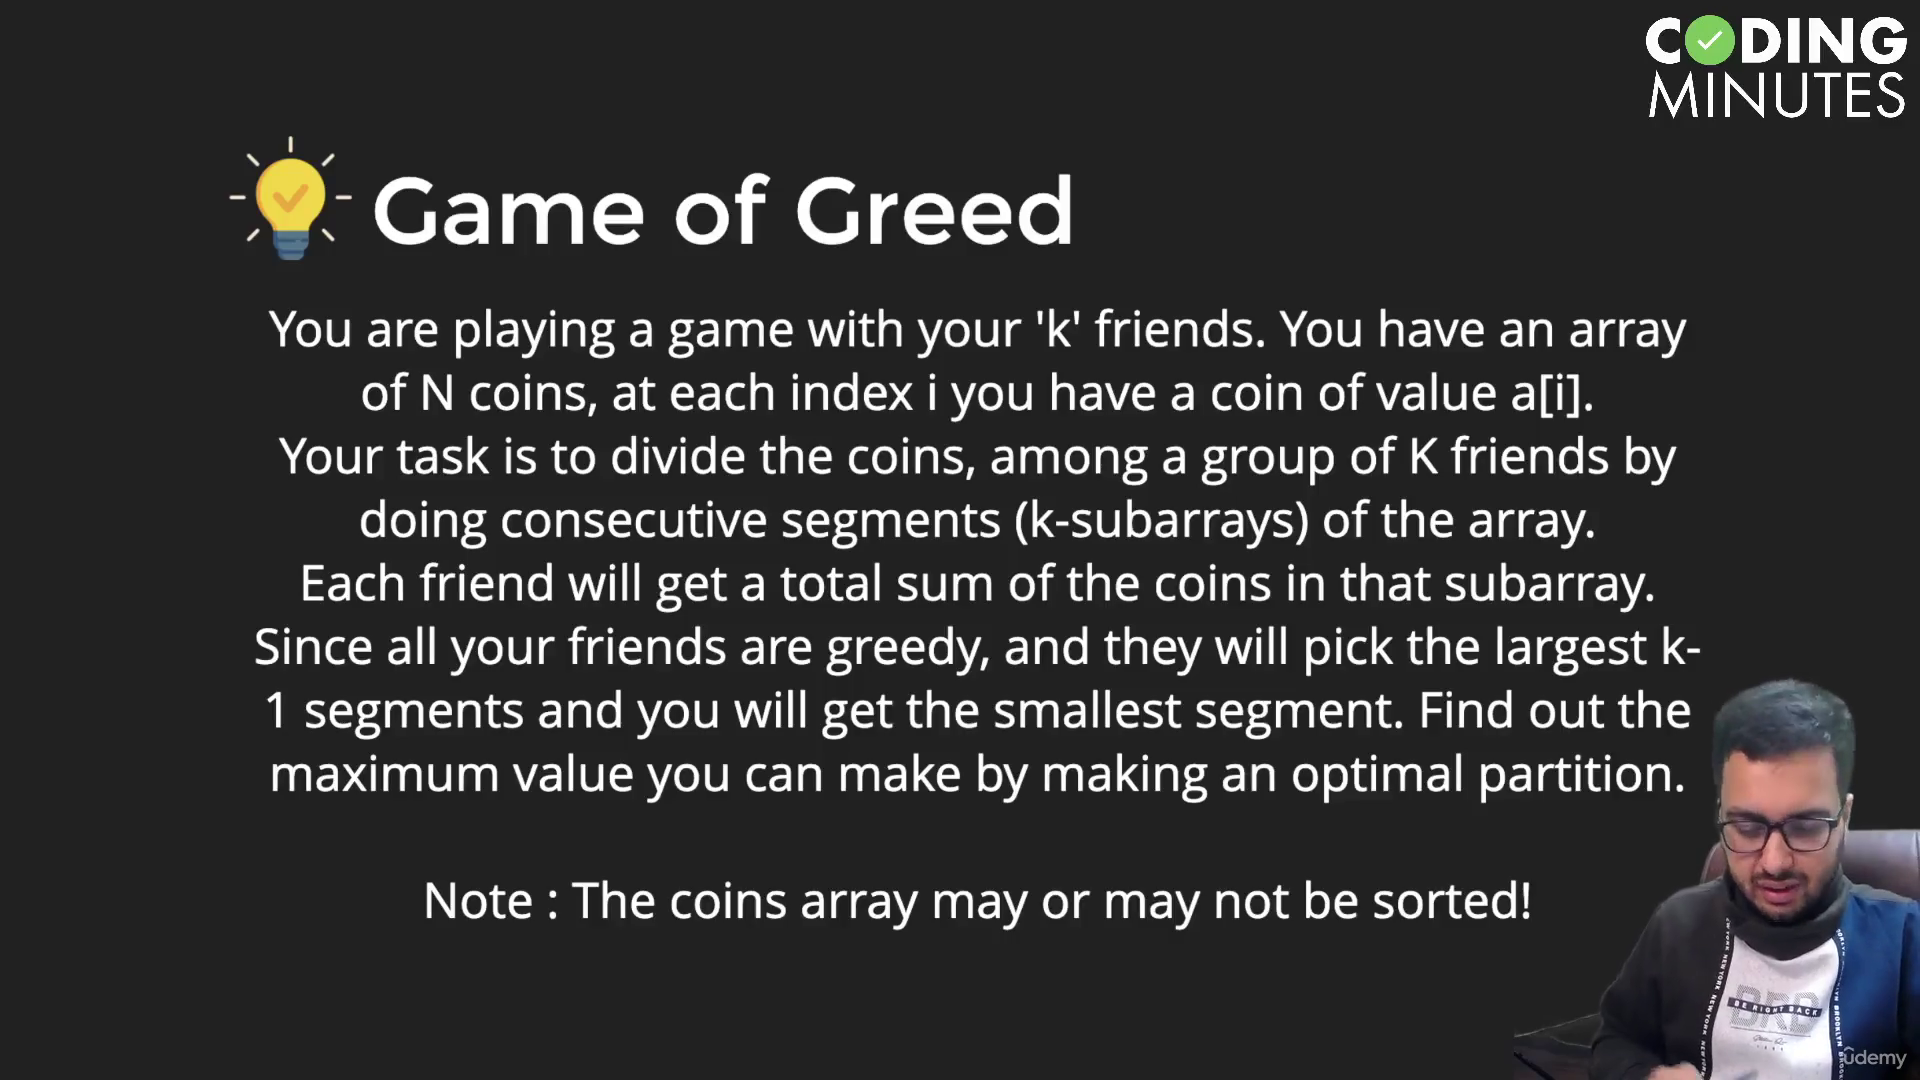 CODING
MINUTES
Game of Greed
You are playing a game with your 'k' friends. You have an array
of N coins, at each index i you have a coin of value a[i].
Your task is to divide the coins, among a group of K friends by
doing consecutive segments (k-subarrays) of the array.
Each friend will get a total sum of the coins in that subarray.
Since all your friends are greedy, and they will pick the largest k-
1 segments and you will get the smallest segment. Find out the
maximum value you can make by making an optimal partition.
Note : The coins array may or may not be sorted!
BRB
BE RIGHT BACK
udemy